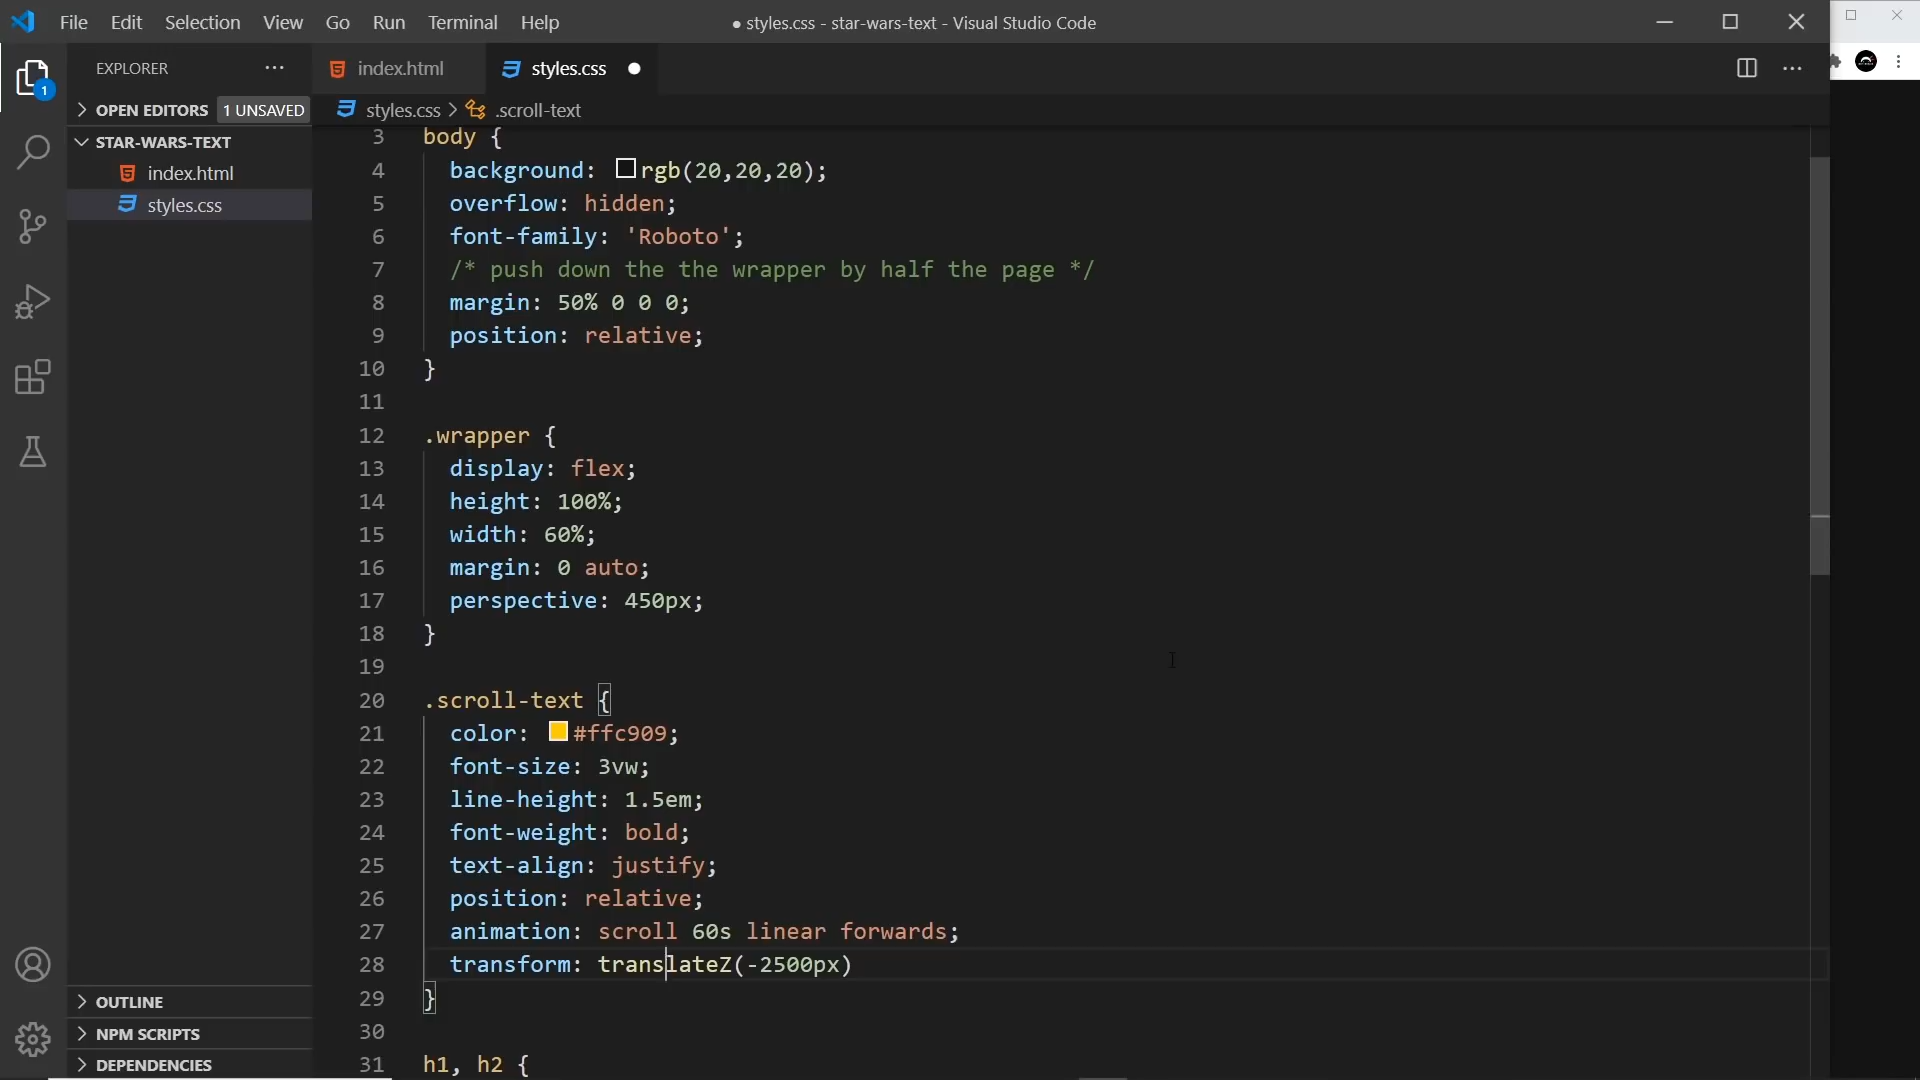 File Edit Selection View Go Run Terminal Help
● styles.css - star-wars-text - Visual Studio Code
EXPLORER
index.html
styles.css
1
OPEN EDITORS 1 UNSAVED
styles.css > .scroll-text
STAR-WARS-TEXT
index.html
styles.css
3 body {
4 background: rgb(20,20,20);
5 overflow: hidden;
6 font-family: 'Roboto';
7 /* push down the the wrapper by half the page */
8 margin: 50% 0 0 0;
9 position: relative;
10 }
11
12 .wrapper {
13 display: flex;
14 height: 100%;
15 width: 60%;
16 margin: 0 auto;
17 perspective: 450px;
18 }
19
20 .scroll-text {
21 color: #ffc909;
22 font-size: 3vw;
23 line-height: 1.5em;
24 font-weight: bold;
25 text-align: justify;
26 position: relative;
27 animation: scroll 60s linear forwards;
28 transform: translateZ(-2500px)
29 }
30
31 h1, h2 {
OUTLINE
NPM SCRIPTS
DEPENDENCIES